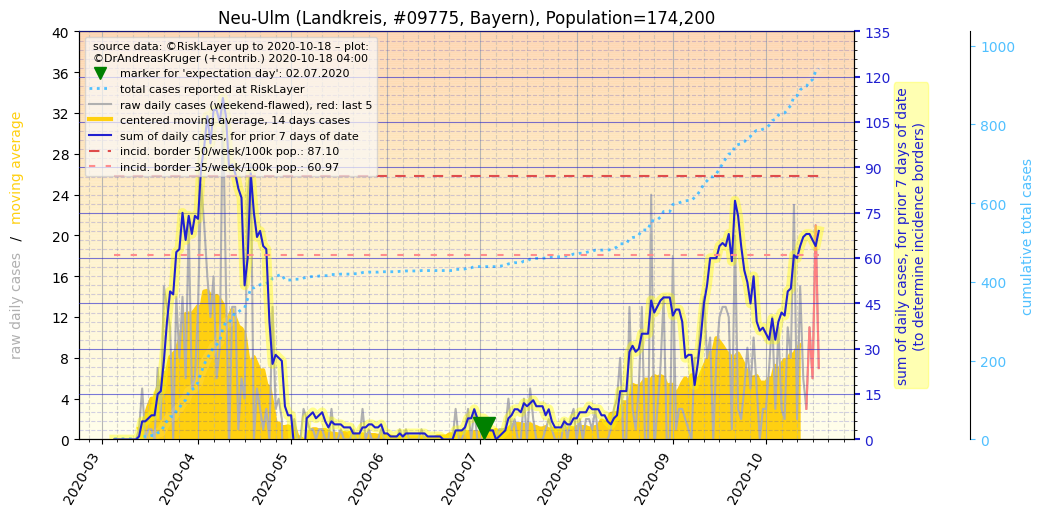 Neu-Ulm (Landkreis, #09775, Bayern), Population=174,200
source data: ©RiskLayer up to 2020-10-18 – plot:
©DrAndreasKruger (+contrib.) 2020-10-18 04:00
marker for 'expectation day': 02.07.2020
total cases reported at RiskLayer
raw daily cases (weekend-flawed), red: last 5
centered moving average, 14 days cases
sum of daily cases, for prior 7 days of date
incid. border 50/week/100k pop.: 87.10
incid. border 35/week/100k pop.: 60.97
raw daily cases / moving average
40
36
32
28
24
20
16
12
8
4
0
135
120
105
90
75
60
45
30
15
0
sum of daily cases, for prior 7 days of date
(to determine incidence borders)
1000
800
600
400
200
0
cumulative total cases
2020-03
2020-04
2020-05
2020-06
2020-07
2020-08
2020-09
2020-10